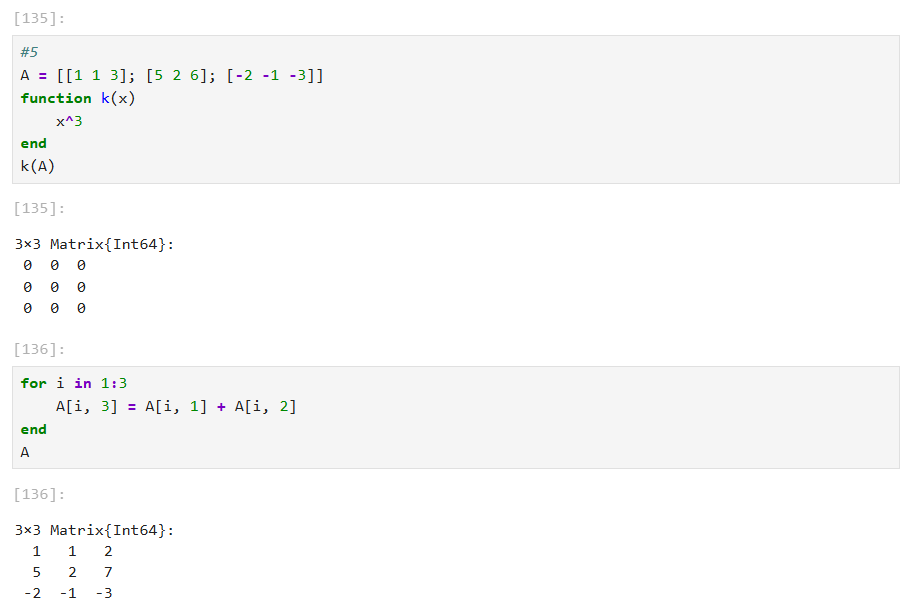 [135]:
#5
A = [[1 1 3]; [5 2 6]; [-2 -1 -3]]
function k(x)
    x^3
end
k(A)
[135]:
3×3 Matrix{Int64}:
 0  0  0
 0  0  0
 0  0  0
[136]:
for i in 1:3
    A[i, 3] = A[i, 1] + A[i, 2]
end
A
[136]:
3×3 Matrix{Int64}:
  1   1   2
  5   2   7
 -2  -1  -3